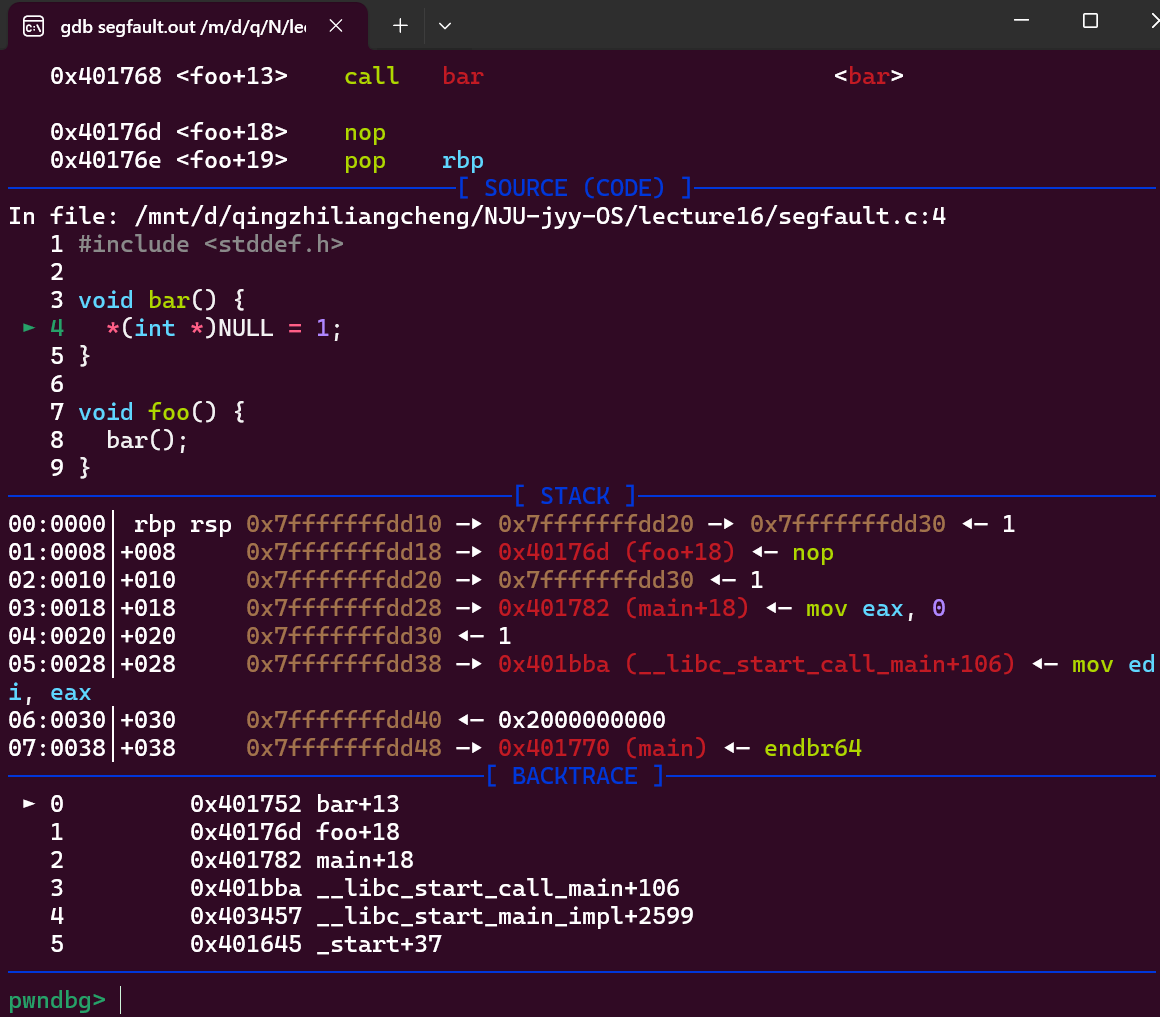 gdb segfault.out /m/d/q/N/le
0x401768 <foo+13> call bar <bar>
0x40176d <foo+18> nop
0x40176e <foo+19> pop rbp
[ SOURCE (CODE) ]
In file: /mnt/d/qingzhiliangcheng/NJU-jyy-OS/lecture16/segfault.c:4
1 #include <stddef.h>
2
3 void bar() {
► 4 *(int *)NULL = 1;
5 }
6
7 void foo() {
8 bar();
9 }
[ STACK ]
00:0000│ rbp rsp 0x7fffffffdd10 —▸ 0x7fffffffdd20 —▸ 0x7fffffffdd30 ◂— 1
01:0008│+008 0x7fffffffdd18 —▸ 0x40176d (foo+18) ◂— nop
02:0010│+010 0x7fffffffdd20 —▸ 0x7fffffffdd30 ◂— 1
03:0018│+018 0x7fffffffdd28 —▸ 0x401782 (main+18) ◂— mov eax, 0
04:0020│+020 0x7fffffffdd30 ◂— 1
05:0028│+028 0x7fffffffdd38 —▸ 0x401bba (__libc_start_call_main+106) ◂— mov ed
i, eax
06:0030│+030 0x7fffffffdd40 ◂— 0x2000000000
07:0038│+038 0x7fffffffdd48 —▸ 0x401770 (main) ◂— endbr64
[ BACKTRACE ]
► 0 0x401752 bar+13
1 0x40176d foo+18
2 0x401782 main+18
3 0x401bba __libc_start_call_main+106
4 0x403457 __libc_start_main_impl+2599
5 0x401645 _start+37
pwndbg>